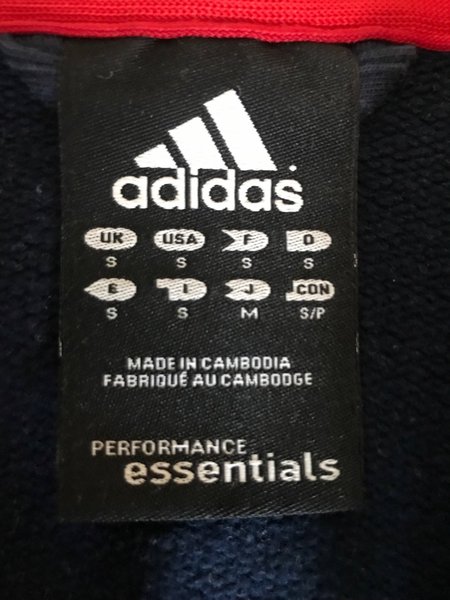 adidas
UK USA F D
S S S S
E I J CON
S S M S/P
MADE IN CAMBODIA
FABRIQUÉ AU CAMBODGE
PERFORMANCE
essentials